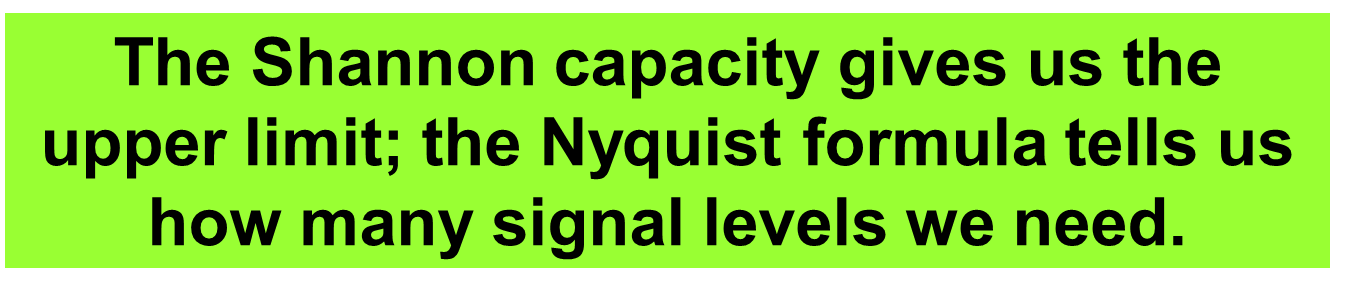 The Shannon capacity gives us the
upper limit; the Nyquist formula tells us
how many signal levels we need.